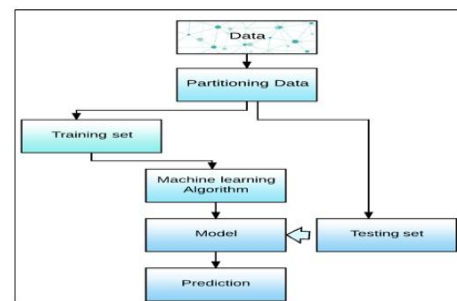 Data
Partitioning Data
Training set
Machine learning
Algorithm
Model
Testing set
Prediction